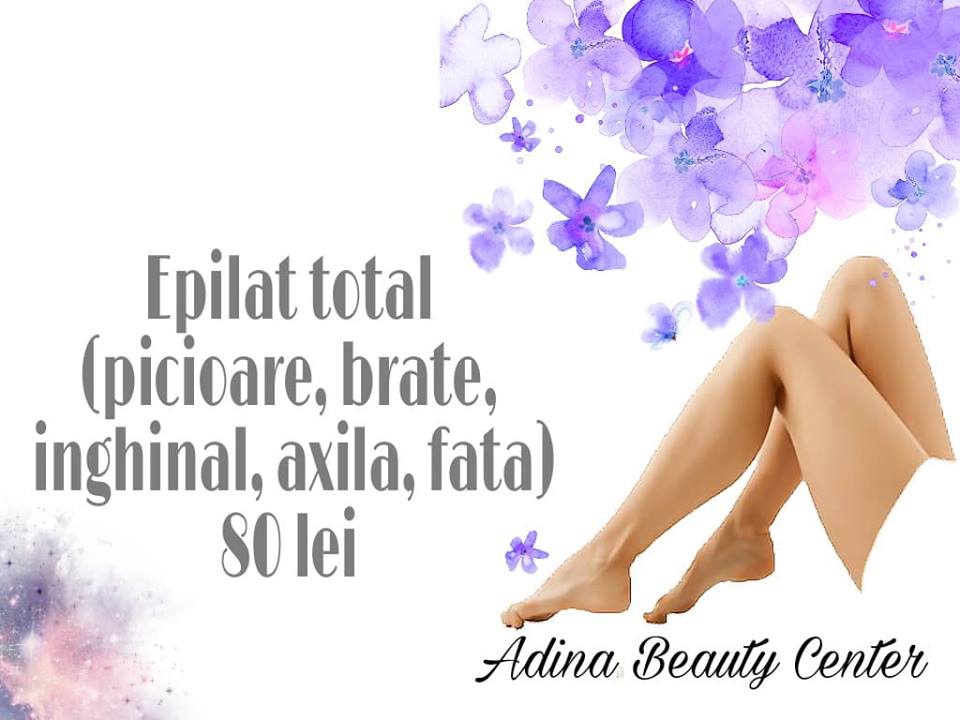 Epilat total
(picioare, brate,
inghinal, axila, fata)
80 lei
Adina Beauty Center